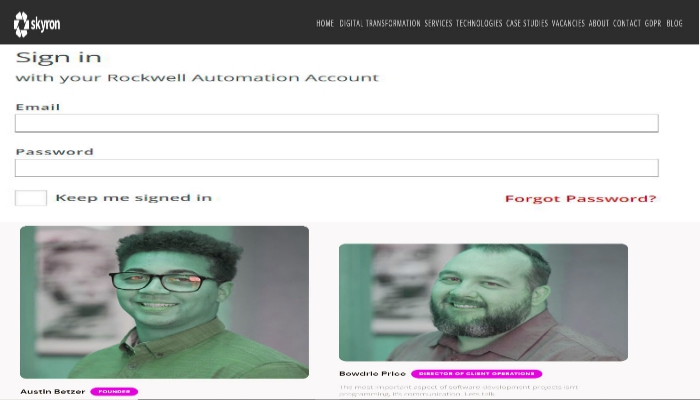 skyron
HOME DIGITAL TRANSFORMATION SERVICES TECHNOLOGIES CASE STUDIES VACANCIES ABOUT CONTACT GDPR BLOG
Sign in
with your Rockwell Automation Account
Email
Password
Keep me signed in
Forgot Password?
Austin Betzer FOUNDER
Bowdrie Price DIRECTOR OF CLIENT OPERATIONS
The most important aspect of software development projects isnt
programming, its communication. Lets talk.